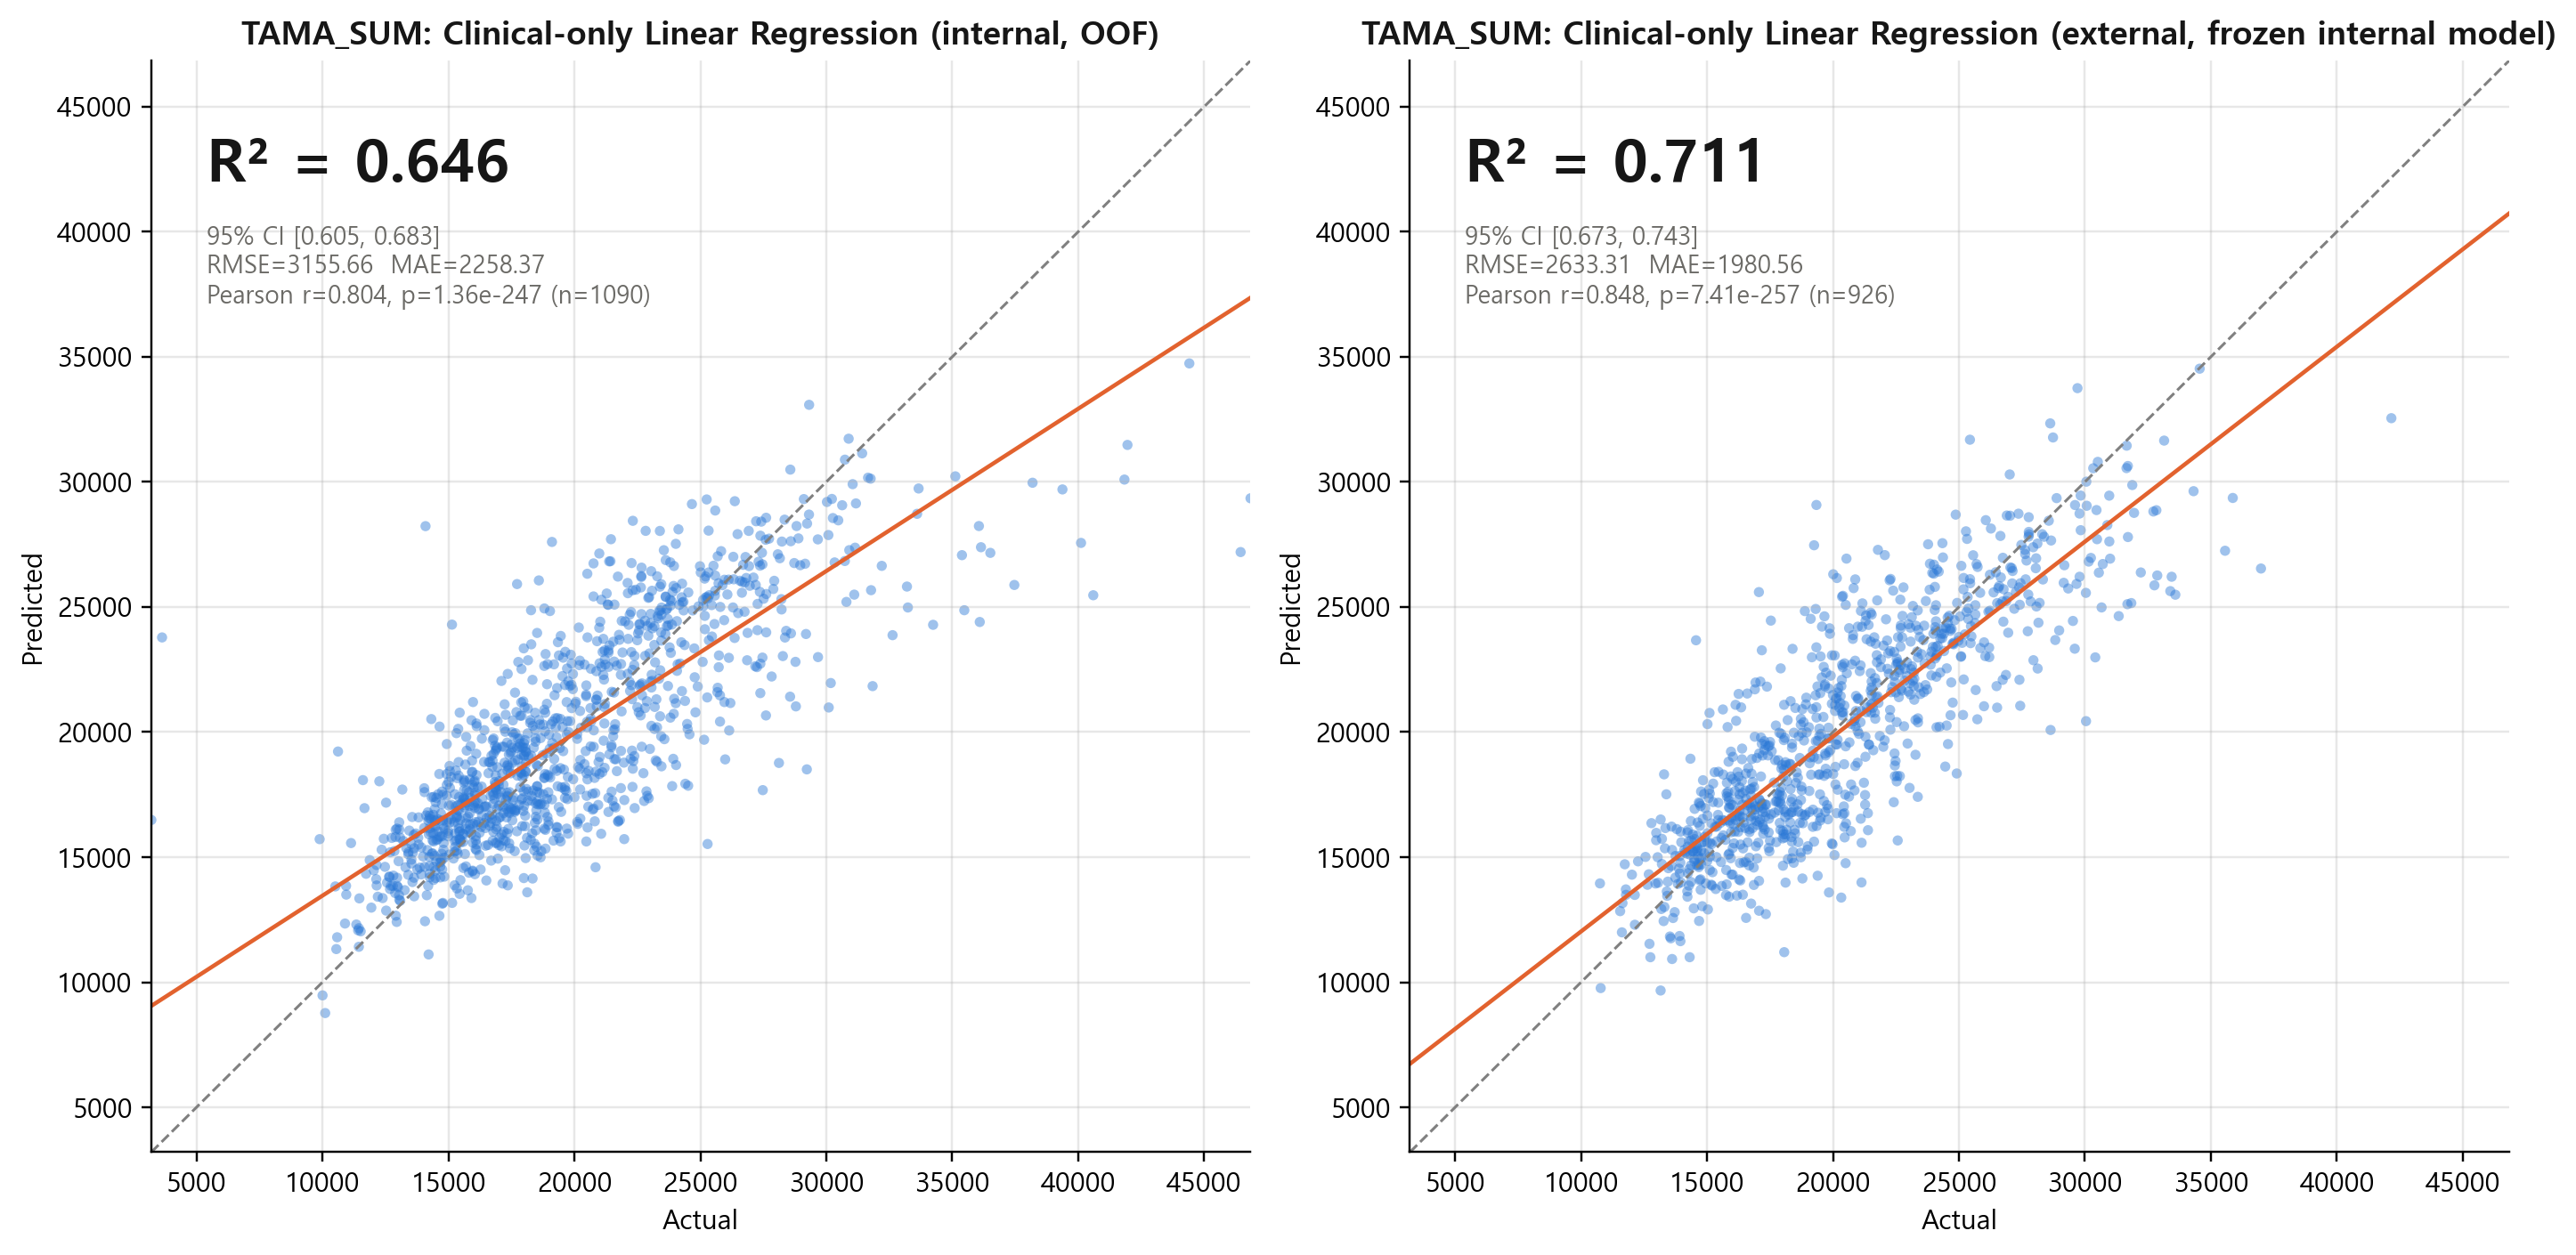 TAMA_SUM: Clinical-only Linear Regression (internal, OOF)
45000
40000
35000
30000
25000
20000
15000
10000
5000
Predicted
R² = 0.646
95% CI [0.605, 0.683]
RMSE=3155.66 MAE=2258.37
Pearson r=0.804, p=1.36e-247 (n=1090)
5000 10000 15000 20000 25000 30000 35000 40000 45000
Actual
TAMA_SUM: Clinical-only Linear Regression (external, frozen internal model)
45000
40000
35000
30000
25000
20000
15000
10000
5000
Predicted
R² = 0.711
95% CI [0.673, 0.743]
RMSE=2633.31 MAE=1980.56
Pearson r=0.848, p=7.41e-257 (n=926)
5000 10000 15000 20000 25000 30000 35000 40000 45000
Actual